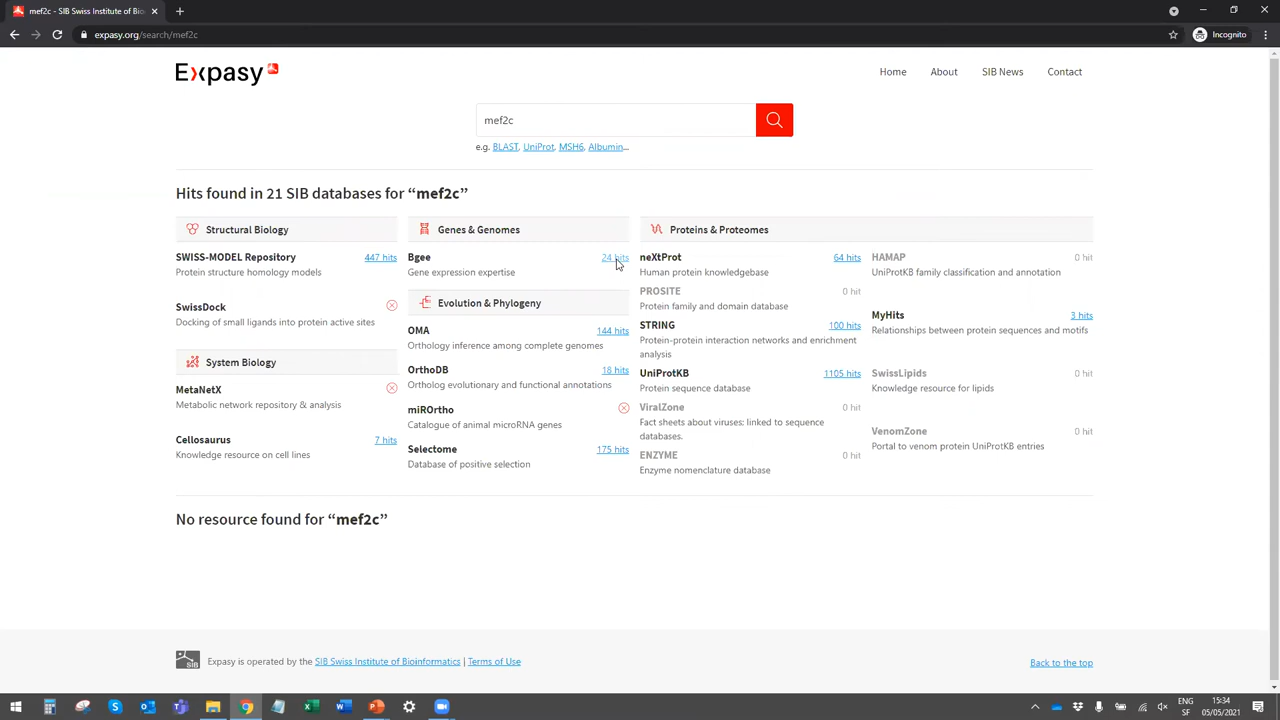 mef2c - SIB Swiss Institute of Bi
expasy.org/search/mef2c
Incognito
Expasy
Home
About
SIB News
Contact
mef2c
e.g. BLAST, UniProt, MSH6, Albumin...
Hits found in 21 SIB databases for “mef2c”
Structural Biology
SWISS-MODEL Repository 447 hits
Protein structure homology models
SwissDock
Docking of small ligands into protein active sites
System Biology
MetaNetX
Metabolic network repository & analysis
Cellosaurus 7 hits
Knowledge resource on cell lines
Genes & Genomes
Bgee 24 hits
Gene expression expertise
Evolution & Phylogeny
OMA 144 hits
Orthology inference among complete genomes
OrthoDB 18 hits
Ortholog evolutionary and functional annotations
miROrtho
Catalogue of animal microRNA genes
Selectome 175 hits
Database of positive selection
Proteins & Proteomes
neXtProt 64 hits
Human protein knowledgebase
PROSITE 0 hit
Protein family and domain database
STRING 100 hits
Protein-protein interaction networks and enrichment
analysis
UniProtKB 1105 hits
Protein sequence database
ViralZone 0 hit
Fact sheets about viruses: linked to sequence
databases.
ENZYME 0 hit
Enzyme nomenclature database
HAMAP 0 hit
UniProtKB family classification and annotation
MyHits 3 hits
Relationships between protein sequences and motifs
SwissLipids 0 hit
Knowledge resource for lipids
VenomZone 0 hit
Portal to venom protein UniProtKB entries
No resource found for “mef2c”
SIB
Expasy is operated by the SIB Swiss Institute of Bioinformatics | Terms of Use
Back to the top
ENG
SF
15:34
05/05/2021